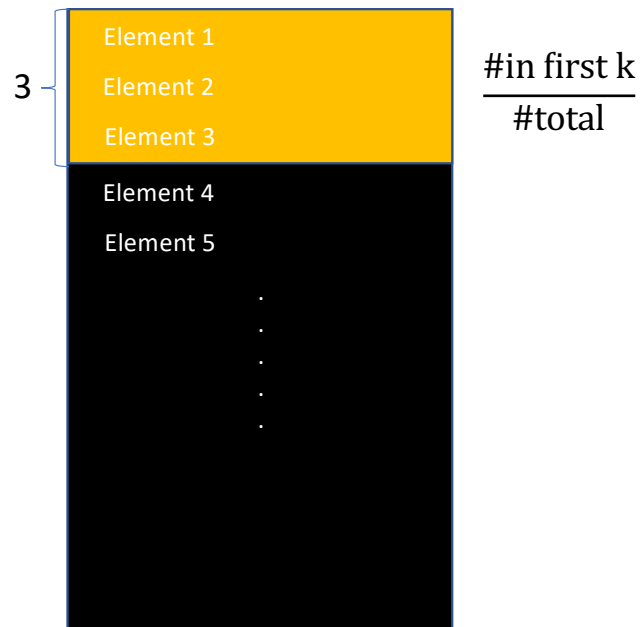 Element 1
Element 2
3
Element 3
Element 4
Element 5
.
.
.
.
.
#in first k
#total